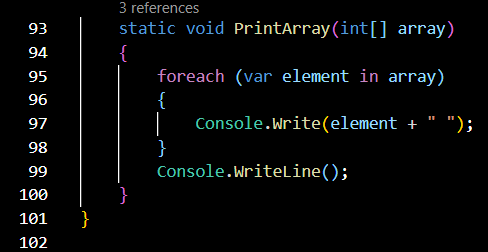 3 references
93 static void PrintArray(int[] array)
94 {
95 foreach (var element in array)
96 {
97 Console.Write(element + " ");
98 }
99 Console.WriteLine();
100 }
101 }
102